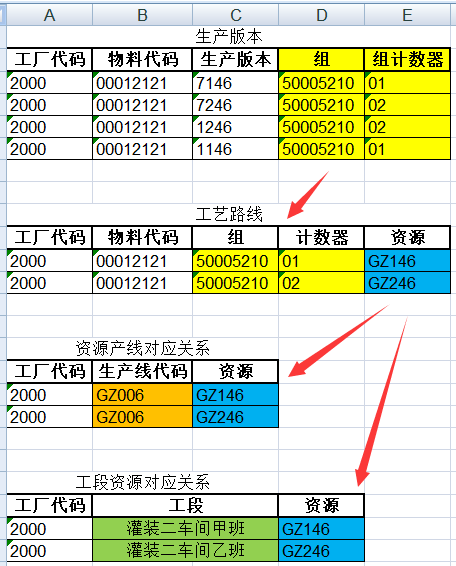 A B C D E
生产版本
工厂代码 物料代码 生产版本 组 组计数器
2000 00012121 7146 50005210 01
2000 00012121 7246 50005210 02
2000 00012121 1246 50005210 02
2000 00012121 1146 50005210 01
工艺路线
工厂代码 物料代码 组 计数器 资源
2000 00012121 50005210 01 GZ146
2000 00012121 50005210 02 GZ246
资源产线对应关系
工厂代码 生产线代码 资源
2000 GZ006 GZ146
2000 GZ006 GZ246
工段资源对应关系
工厂代码 工段 资源
2000 灌装二车间甲班 GZ146
2000 灌装二车间乙班 GZ246